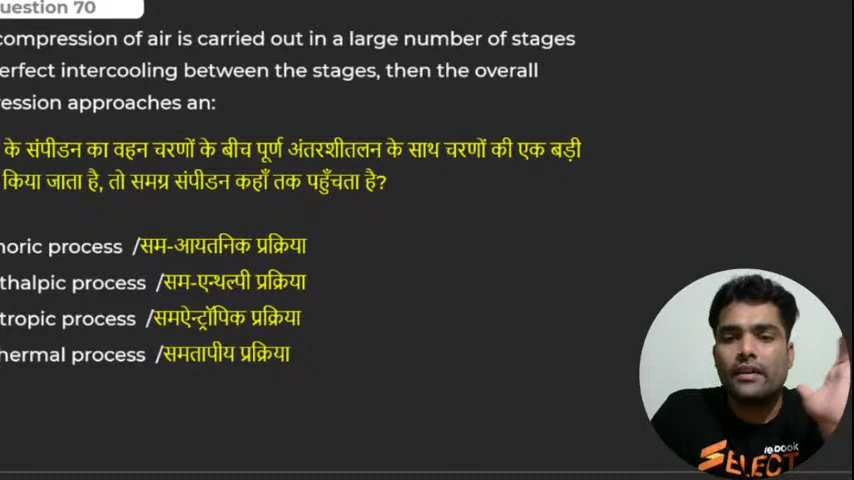 uestion 70
compression of air is carried out in a large number of stages
erfect intercooling between the stages, then the overall
ession approaches an:
के संपीडन का वहन चरणों के बीच पूर्ण अंतरशीतलन के साथ चरणों की एक बड़ी
किया जाता है, तो समग्र संपीडन कहाँ तक पहुँचता है?
horic process /सम-आयतनिक प्रक्रिया
thalpic process /सम-एन्थल्पी प्रक्रिया
tropic process /समऐन्ट्रॉपिक प्रक्रिया
hermal process /समतापीय प्रक्रिया
SELECT